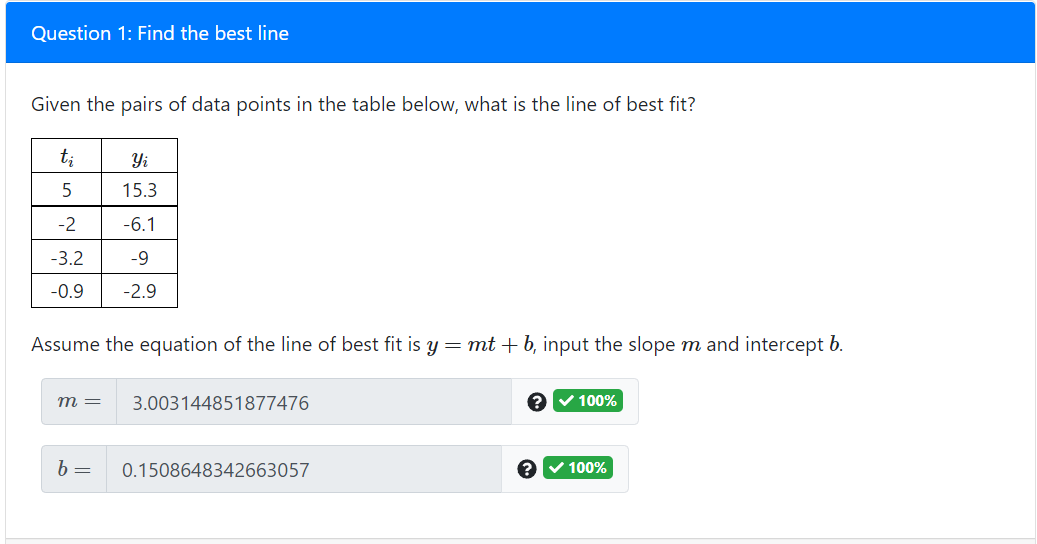 Question 1: Find the best line
Given the pairs of data points in the table below, what is the line of best fit?
tᵢ yᵢ
5 15.3
-2 -6.1
-3.2 -9
-0.9 -2.9
Assume the equation of the line of best fit is y = mt + b, input the slope m and intercept b.
m = 3.003144851877476 ? ✓ 100%
b = 0.1508648342663057 ? ✓ 100%